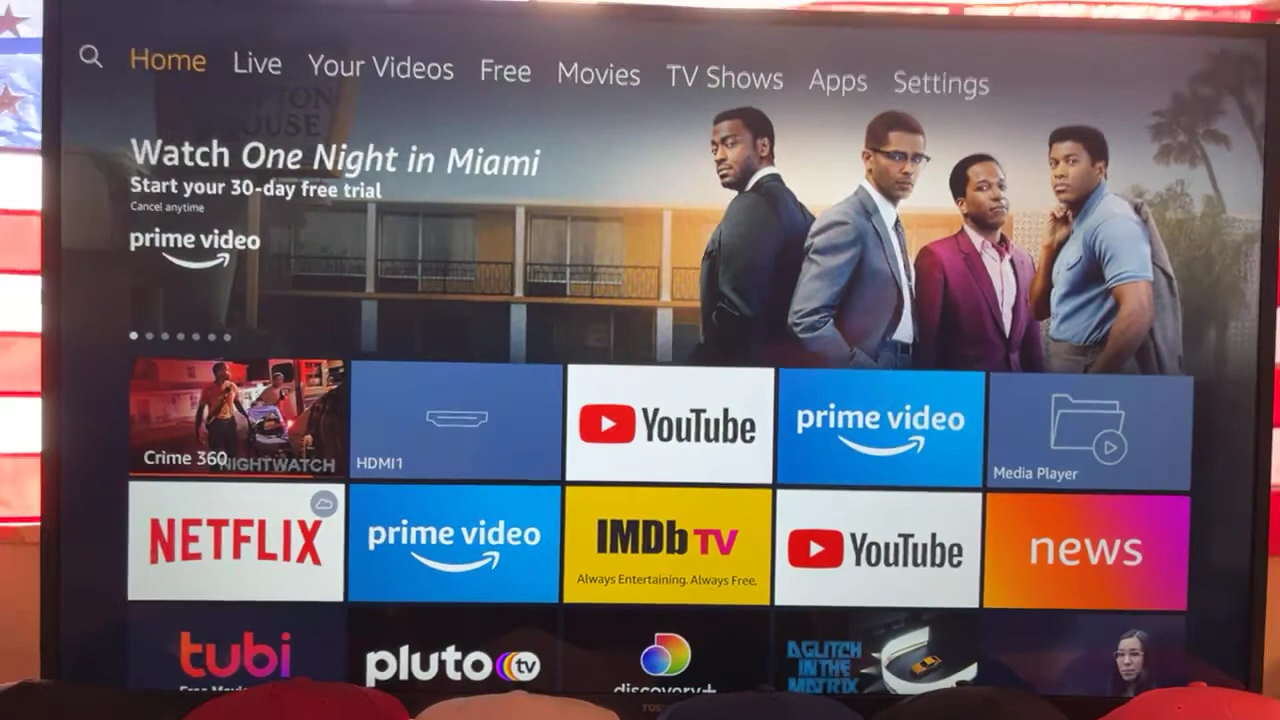 Home Live Your Videos Free Movies TV Shows Apps Settings
Watch One Night in Miami
Start your 30-day free trial
Cancel anytime
prime video
Crime 360
NIGHTWATCH
HDMI1
YouTube
prime video
Media Player
NETFLIX
prime video
IMDb TV
Always Entertaining. Always Free.
YouTube
news
tubi
pluto tv
discovery+
A GLITCH
IN THE
MATRIX